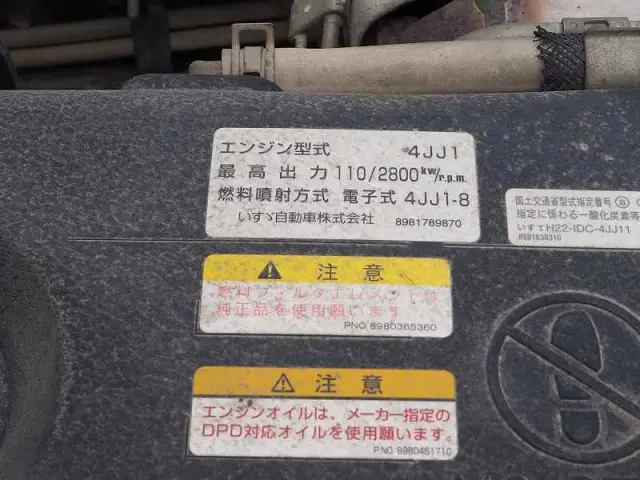 エンジン型式 4JJ1
最高出力 110/2800kw/r.p.m.
燃料噴射方式 電子式 4JJ1-8
いすゞ自動車株式会社 8981789870
国土交通省型式指定番号
指定に係わる一酸化炭素等
いすゞH22-IDC-4JJ11
8981830310
注意
燃料フィルタエレメントは
純正品を使用願います
PNO 8980365360
注意
エンジンオイルは、メーカー指定の
DPD対応オイルを使用願います。
P.NO. 8980461710